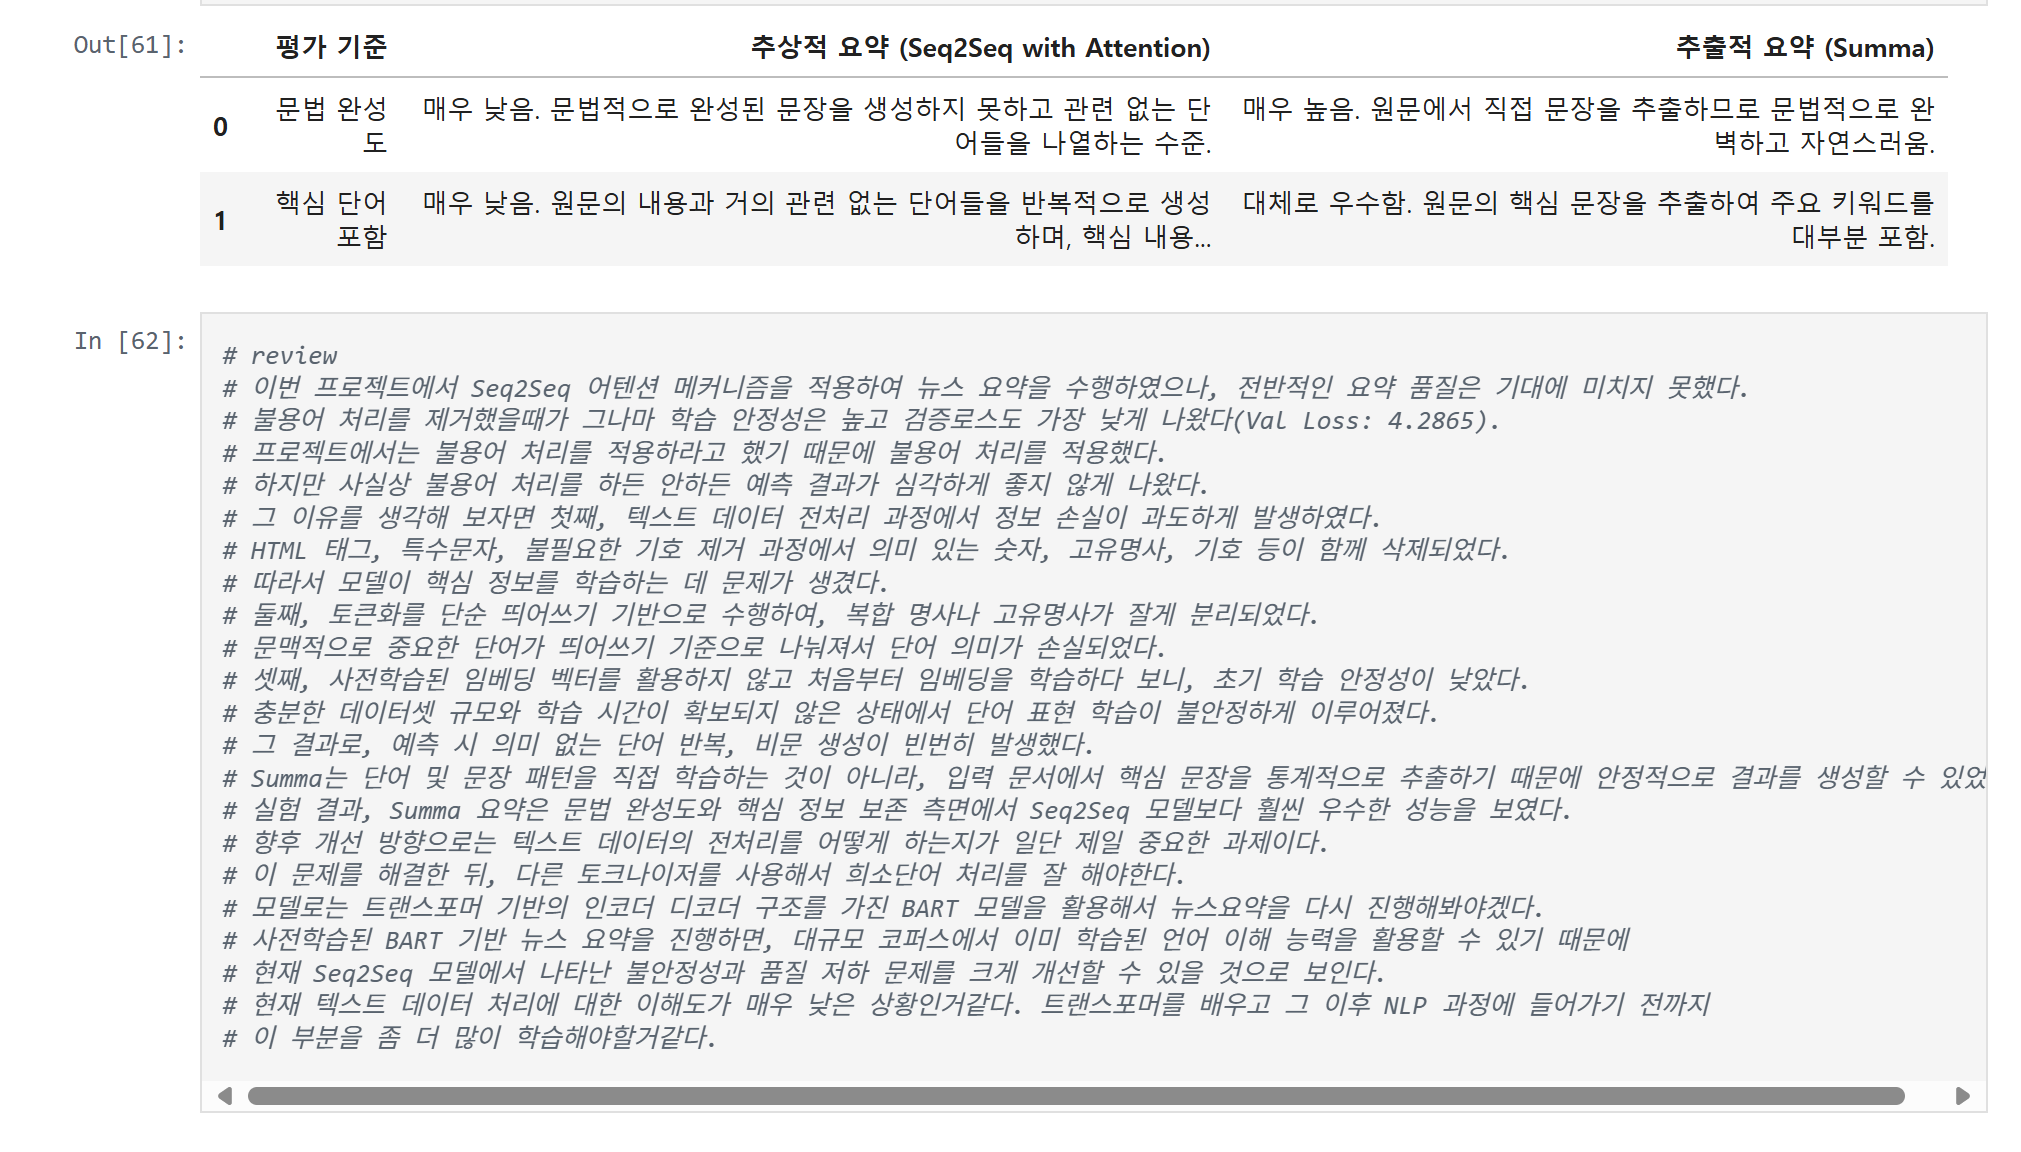 Out[61]:
평가 기준 추상적 요약 (Seq2Seq with Attention) 추출적 요약 (Summa)
0 문법 완성도 매우 낮음. 문법적으로 완성된 문장을 생성하지 못하고 관련 없는 단어들을 나열하는 수준. 매우 높음. 원문에서 직접 문장을 추출하므로 문법적으로 완벽하고 자연스러움.
1 핵심 단어 포함 매우 낮음. 원문의 내용과 거의 관련 없는 단어들을 반복적으로 생성하며, 핵심 내용... 대체로 우수함. 원문의 핵심 문장을 추출하여 주요 키워드를 대부분 포함.
In [62]:
# review
# 이번 프로젝트에서 Seq2Seq 어텐션 메커니즘을 적용하여 뉴스 요약을 수행하였으나, 전반적인 요약 품질은 기대에 미치지 못했다.
# 불용어 처리를 제거했을때가 그나마 학습 안정성은 높고 검증로스도 가장 낮게 나왔다(Val Loss: 4.2865).
# 프로젝트에서는 불용어 처리를 적용하라고 했기 때문에 불용어 처리를 적용했다.
# 하지만 사실상 불용어 처리를 하든 안하든 예측 결과가 심각하게 좋지 않게 나왔다.
# 그 이유를 생각해 보자면 첫째, 텍스트 데이터 전처리 과정에서 정보 손실이 과도하게 발생하였다.
# HTML 태그, 특수문자, 불필요한 기호 제거 과정에서 의미 있는 숫자, 고유명사, 기호 등이 함께 삭제되었다.
# 따라서 모델이 핵심 정보를 학습하는 데 문제가 생겼다.
# 둘째, 토큰화를 단순 띄어쓰기 기반으로 수행하여, 복합 명사나 고유명사가 잘게 분리되었다.
# 문맥적으로 중요한 단어가 띄어쓰기 기준으로 나눠져서 단어 의미가 손실되었다.
# 셋째, 사전학습된 임베딩 벡터를 활용하지 않고 처음부터 임베딩을 학습하다 보니, 초기 학습 안정성이 낮았다.
# 충분한 데이터셋 규모와 학습 시간이 확보되지 않은 상태에서 단어 표현 학습이 불안정하게 이루어졌다.
# 그 결과로, 예측 시 의미 없는 단어 반복, 비문 생성이 빈번히 발생했다.
# Summa는 단어 및 문장 패턴을 직접 학습하는 것이 아니라, 입력 문서에서 핵심 문장을 통계적으로 추출하기 때문에 안정적으로 결과를 생성할 수 있었
# 실험 결과, Summa 요약은 문법 완성도와 핵심 정보 보존 측면에서 Seq2Seq 모델보다 훨씬 우수한 성능을 보였다.
# 향후 개선 방향으로는 텍스트 데이터의 전처리를 어떻게 하는지가 일단 제일 중요한 과제이다.
# 이 문제를 해결한 뒤, 다른 토크나이저를 사용해서 희소단어 처리를 잘 해야한다.
# 모델로는 트랜스포머 기반의 인코더 디코더 구조를 가진 BART 모델을 활용해서 뉴스요약을 다시 진행해봐야겠다.
# 사전학습된 BART 기반 뉴스 요약을 진행하면, 대규모 코퍼스에서 이미 학습된 언어 이해 능력을 활용할 수 있기 때문에
# 현재 Seq2Seq 모델에서 나타난 불안정성과 품질 저하 문제를 크게 개선할 수 있을 것으로 보인다.
# 현재 텍스트 데이터 처리에 대한 이해도가 매우 낮은 상황인거같다. 트랜스포머를 배우고 그 이후 NLP 과정에 들어가기 전까지
# 이 부분을 좀 더 많이 학습해야할거같다.